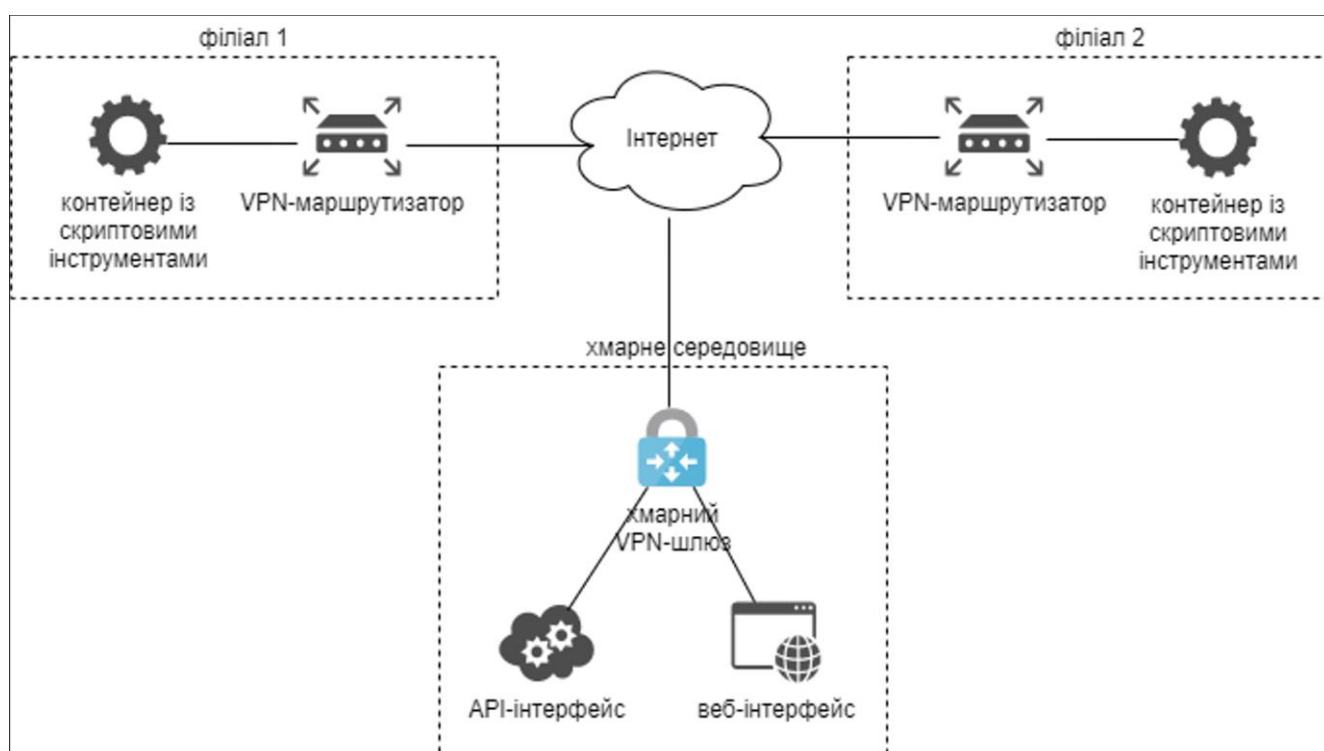 філіал 1
філіал 2
Інтернет
контейнер із
скриптовими
інструментами
VPN-маршрутизатор
VPN-маршрутизатор
контейнер із
скриптовими
інструментами
хмарне середовище
хмарний
VPN-шлюз
API-інтерфейс
веб-інтерфейс